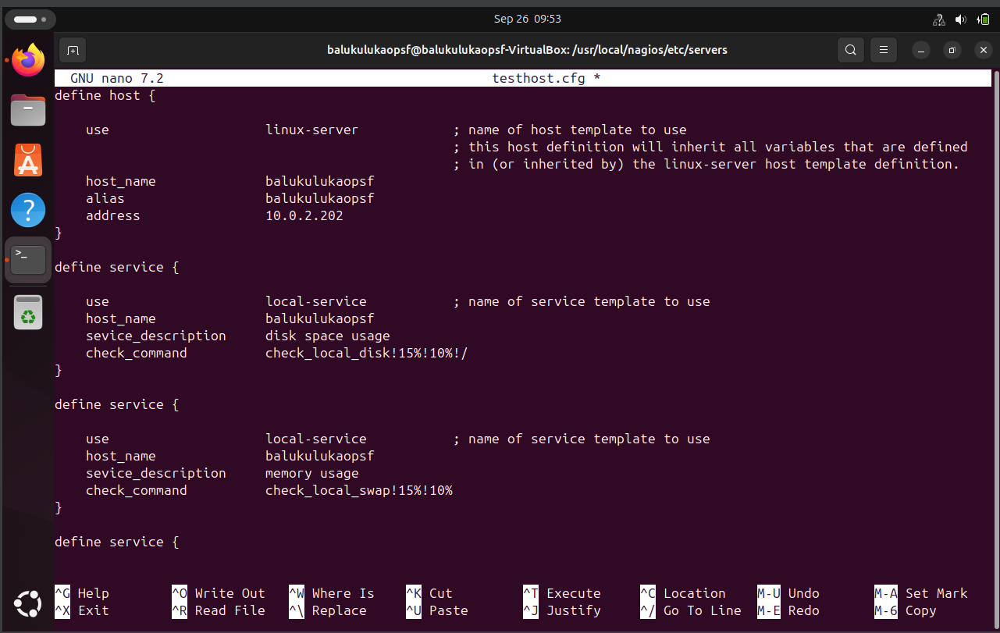 Sep 26 09:53
balukulukaopsf@balukulukaopsf-VirtualBox: /usr/local/nagios/etc/servers
GNU nano 7.2 testhost.cfg *
define host {
use linux-server ; name of host template to use
; this host definition will inherit all variables that are defined
; in (or inherited by) the linux-server host template definition.
host_name balukulukaopsf
alias balukulukaopsf
address 10.0.2.202
}
define service {
use local-service ; name of service template to use
host_name balukulukaopsf
sevice_description disk space usage
check_command check_local_disk!15%!10%!/
}
define service {
use local-service ; name of service template to use
host_name balukulukaopsf
sevice_description memory usage
check_command check_local_swap!15%!10%
}
define service {
^G Help ^O Write Out ^W Where Is ^K Cut ^T Execute ^C Location M-U Undo M-A Set Mark
^X Exit ^R Read File ^\ Replace ^U Paste ^J Justify ^/ Go To Line M-E Redo M-6 Copy